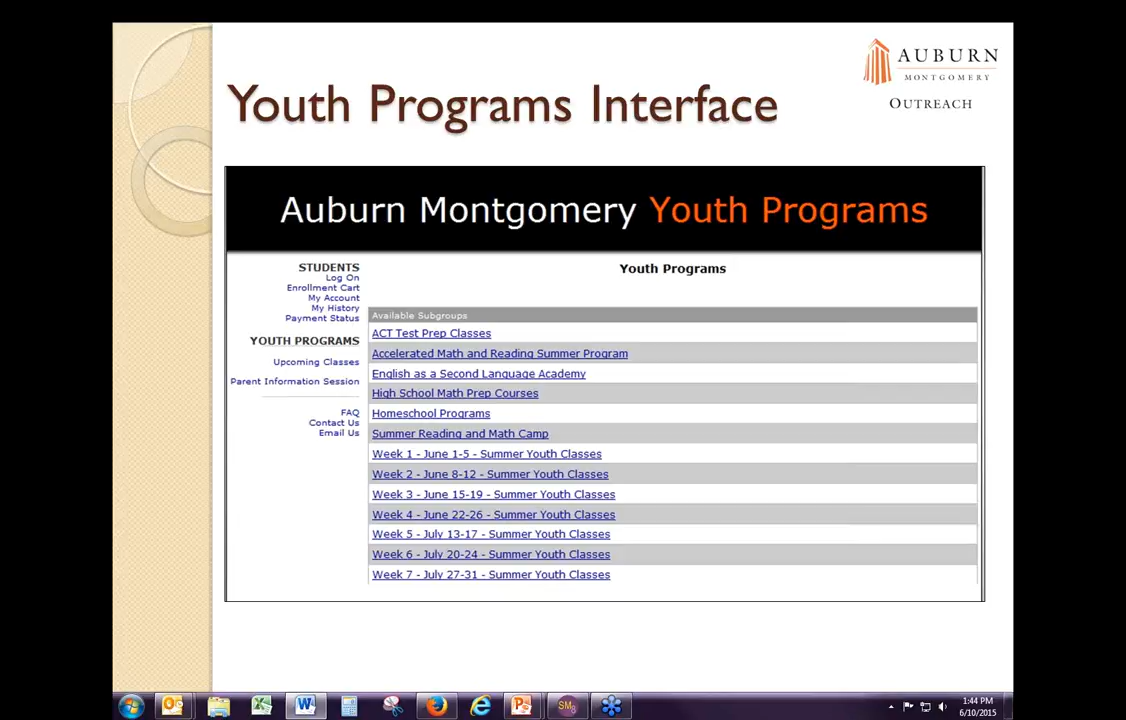 AUBURN
MONTGOMERY
OUTREACH
Youth Programs Interface
Auburn Montgomery Youth Programs
STUDENTS
Log On
Enrollment Cart
My Account
My History
Payment Status
YOUTH PROGRAMS
Upcoming Classes
Parent Information Session
FAQ
Contact Us
Email Us
Youth Programs
Available Subgroups
ACT Test Prep Classes
Accelerated Math and Reading Summer Program
English as a Second Language Academy
High School Math Prep Courses
Homeschool Programs
Summer Reading and Math Camp
Week 1 - June 1-5 - Summer Youth Classes
Week 2 - June 8-12 - Summer Youth Classes
Week 3 - June 15-19 - Summer Youth Classes
Week 4 - June 22-26 - Summer Youth Classes
Week 5 - July 13-17 - Summer Youth Classes
Week 6 - July 20-24 - Summer Youth Classes
Week 7 - July 27-31 - Summer Youth Classes
SM
1:44 PM
6/10/2015